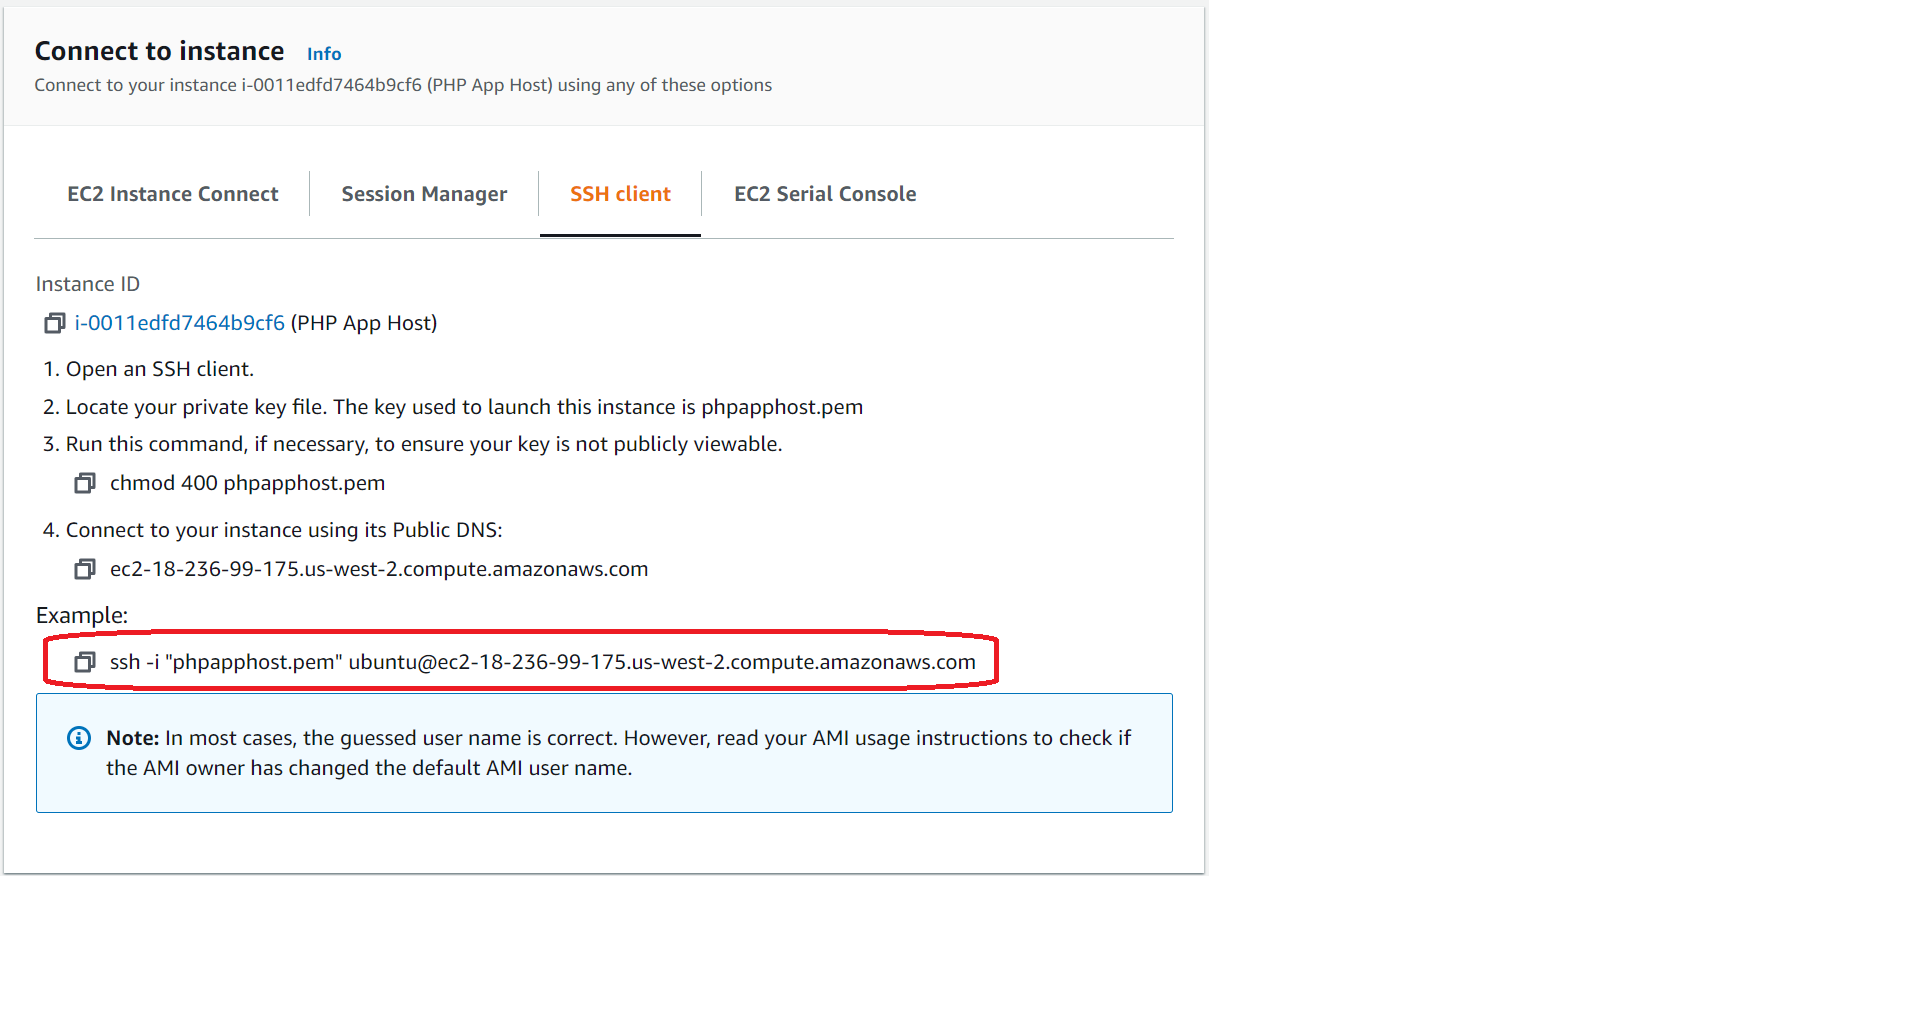 Connect to instance Info
Connect to your instance i-0011edfd7464b9cf6 (PHP App Host) using any of these options
EC2 Instance Connect Session Manager SSH client EC2 Serial Console
Instance ID
i-0011edfd7464b9cf6 (PHP App Host)
1. Open an SSH client.
2. Locate your private key file. The key used to launch this instance is phpapphost.pem
3. Run this command, if necessary, to ensure your key is not publicly viewable.
chmod 400 phpapphost.pem
4. Connect to your instance using its Public DNS:
ec2-18-236-99-175.us-west-2.compute.amazonaws.com
Example:
ssh -i "phpapphost.pem" ubuntu@ec2-18-236-99-175.us-west-2.compute.amazonaws.com
Note: In most cases, the guessed user name is correct. However, read your AMI usage instructions to check if
the AMI owner has changed the default AMI user name.